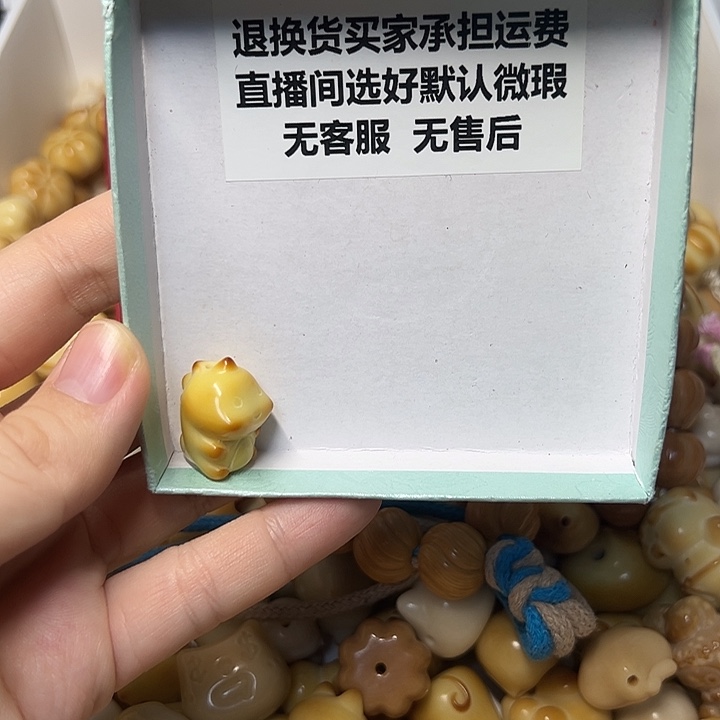 退换货买家承担运费
直播间选好默认微瑕
无客服 无售后